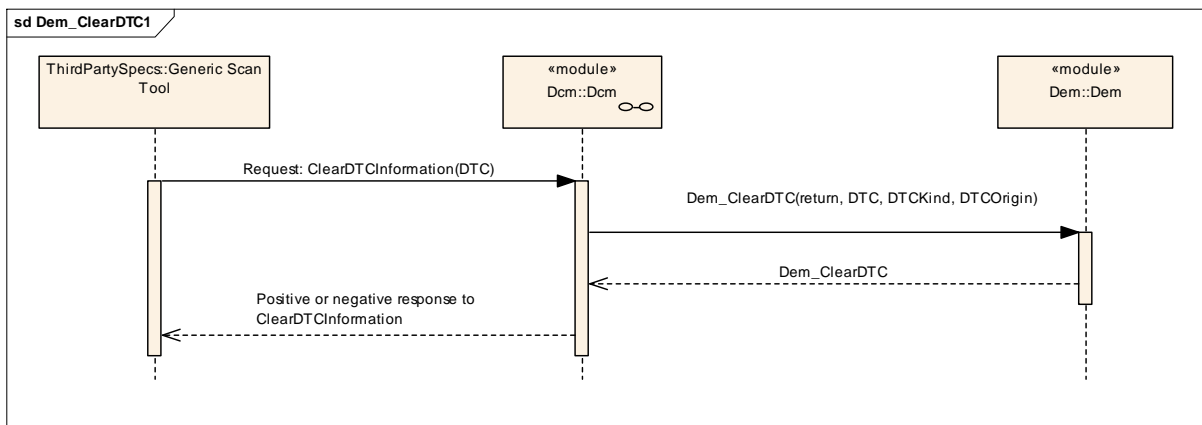 sd Dem_ClearDTC1
ThirdPartySpecs::Generic Scan
Tool
«module»
Dcm::Dcm
«module»
Dem::Dem
Request: ClearDTCInformation(DTC)
Dem_ClearDTC(return, DTC, DTCKind, DTCOrigin)
Dem_ClearDTC
Positive or negative response to
ClearDTCInformation